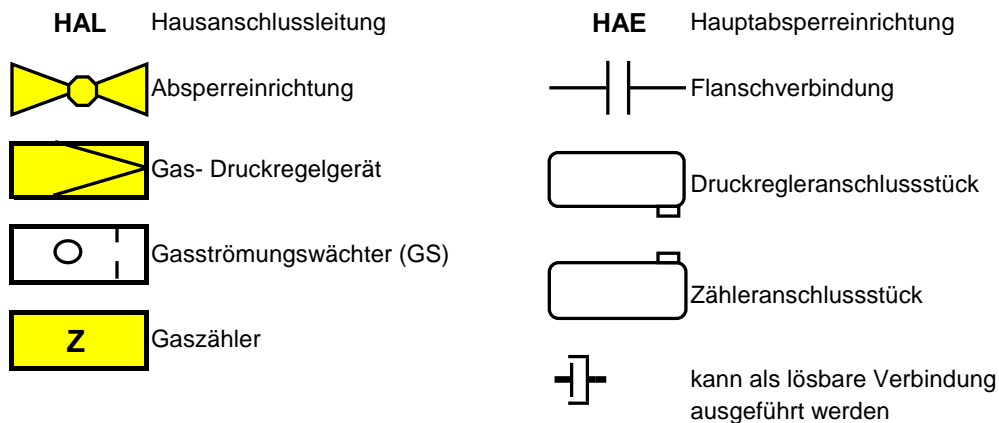 HAL Hausanschlussleitung
Absperreinrichtung
Gas- Druckregelgerät
Gasströmungswächter (GS)
Z Gaszähler
HAE Hauptabsperreinrichtung
Flanschverbindung
Druckregleranschlussstück
Zähleranschlussstück
kann als lösbare Verbindung
ausgeführt werden